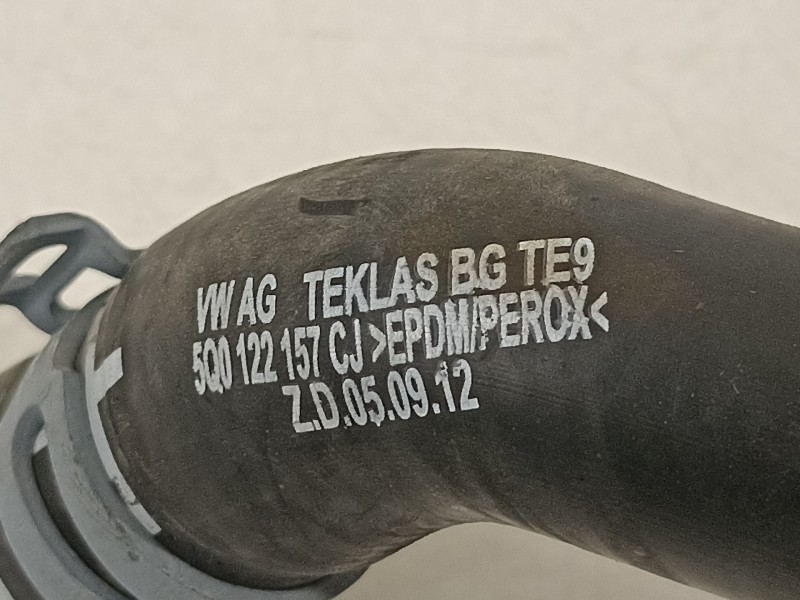 VW AG TEKLAS BG TE9
5Q0 122 157 CJ >EPDM/PEROX<
Z.D.05.09.12